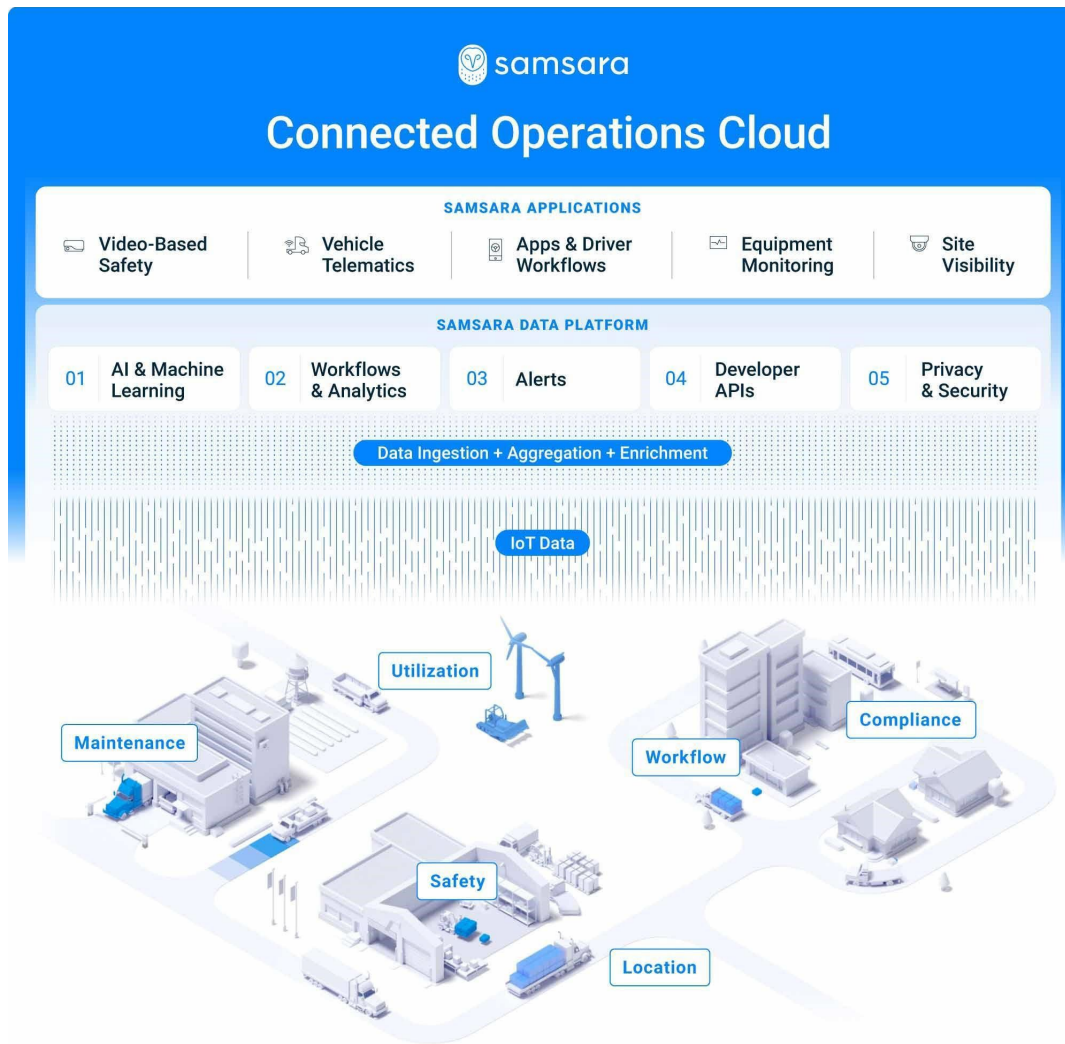 samsara
Connected Operations Cloud
SAMSARA APPLICATIONS
Video-Based
Safety
Vehicle
Telematics
Apps & Driver
Workflows
Equipment
Monitoring
Site
Visibility
SAMSARA DATA PLATFORM
01
AI & Machine
Learning
02
Workflows
& Analytics
03
Alerts
04
Developer
APIs
05
Privacy
& Security
Data Ingestion + Aggregation + Enrichment
IoT Data
Utilization
Maintenance
Compliance
Workflow
Safety
Location